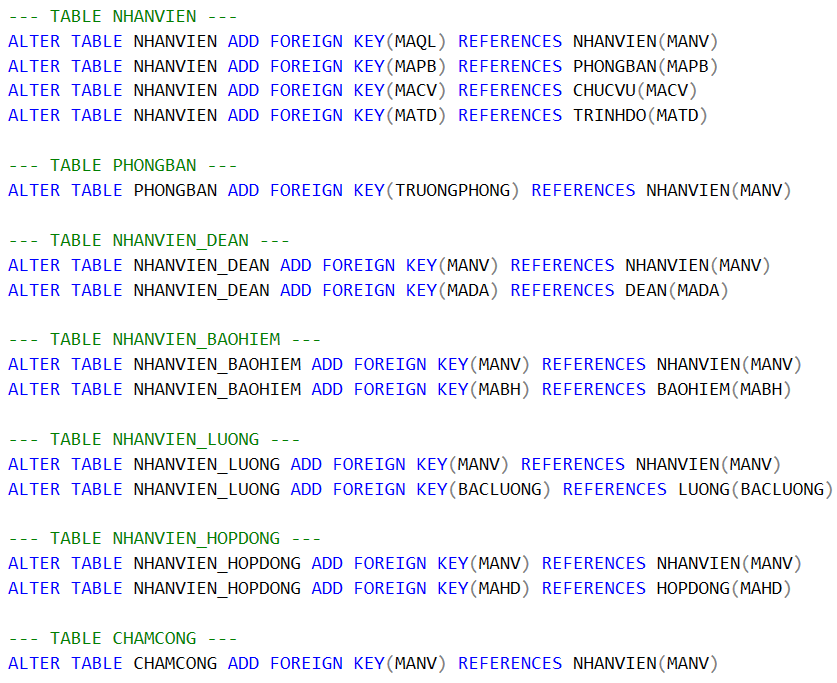 --- TABLE NHANVIEN ---
ALTER TABLE NHANVIEN ADD FOREIGN KEY(MAQL) REFERENCES NHANVIEN(MANV)
ALTER TABLE NHANVIEN ADD FOREIGN KEY(MAPB) REFERENCES PHONGBAN(MAPB)
ALTER TABLE NHANVIEN ADD FOREIGN KEY(MACV) REFERENCES CHUCVU(MACV)
ALTER TABLE NHANVIEN ADD FOREIGN KEY(MATD) REFERENCES TRINHDO(MATD)
--- TABLE PHONGBAN ---
ALTER TABLE PHONGBAN ADD FOREIGN KEY(TRUONGPHONG) REFERENCES NHANVIEN(MANV)
--- TABLE NHANVIEN_DEAN ---
ALTER TABLE NHANVIEN_DEAN ADD FOREIGN KEY(MANV) REFERENCES NHANVIEN(MANV)
ALTER TABLE NHANVIEN_DEAN ADD FOREIGN KEY(MADA) REFERENCES DEAN(MADA)
--- TABLE NHANVIEN_BAOHIEM ---
ALTER TABLE NHANVIEN_BAOHIEM ADD FOREIGN KEY(MANV) REFERENCES NHANVIEN(MANV)
ALTER TABLE NHANVIEN_BAOHIEM ADD FOREIGN KEY(MABH) REFERENCES BAOHIEM(MABH)
--- TABLE NHANVIEN_LUONG ---
ALTER TABLE NHANVIEN_LUONG ADD FOREIGN KEY(MANV) REFERENCES NHANVIEN(MANV)
ALTER TABLE NHANVIEN_LUONG ADD FOREIGN KEY(BACLUONG) REFERENCES LUONG(BACLUONG)
--- TABLE NHANVIEN_HOPDONG ---
ALTER TABLE NHANVIEN_HOPDONG ADD FOREIGN KEY(MANV) REFERENCES NHANVIEN(MANV)
ALTER TABLE NHANVIEN_HOPDONG ADD FOREIGN KEY(MAHD) REFERENCES HOPDONG(MAHD)
--- TABLE CHAMCONG ---
ALTER TABLE CHAMCONG ADD FOREIGN KEY(MANV) REFERENCES NHANVIEN(MANV)